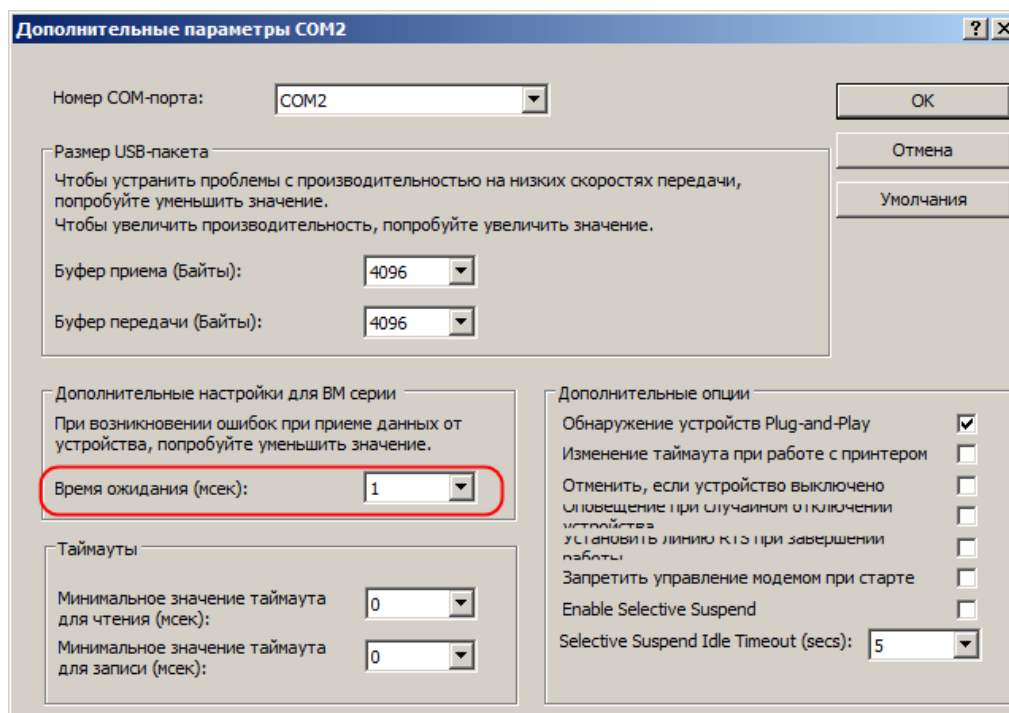 Дополнительные параметры COM2
Номер COM-порта:
COM2
OK
Отмена
Умолчания
Размер USB-пакета
Чтобы устранить проблемы с производительностью на низких скоростях передачи,
попробуйте уменьшить значение.
Чтобы увеличить производительность, попробуйте увеличить значение.
Буфер приема (Байты):
4096
Буфер передачи (Байты):
4096
Дополнительные настройки для BM серии
При возникновении ошибок при приеме данных от
устройства, попробуйте уменьшить значение.
Время ожидания (мсек):
1
Таймауты
Минимальное значение таймаута
для чтения (мсек):
0
Минимальное значение таймаута
для записи (мсек):
0
Дополнительные опции
Обнаружение устройств Plug-and-Play
Изменение таймаута при работе с принтером
Отменить, если устройство выключено
Оповещение при случайном отключении
устройства
Установить линию RTS при завершении
работы
Запретить управление модемом при старте
Enable Selective Suspend
Selective Suspend Idle Timeout (secs):
5